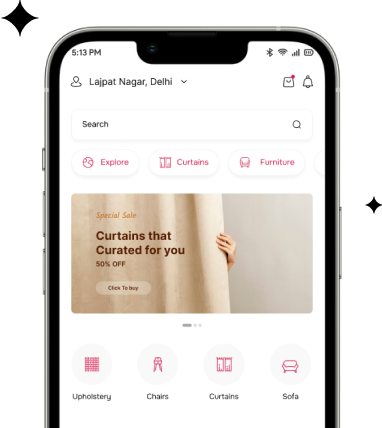 5:13 PM
Lajpat Nagar, Delhi
Search
Explore
Curtains
Furniture
Special Sale
Curtains that
Curated for you
50% OFF
Click To buy
Upholstery
Chairs
Curtains
Sofa